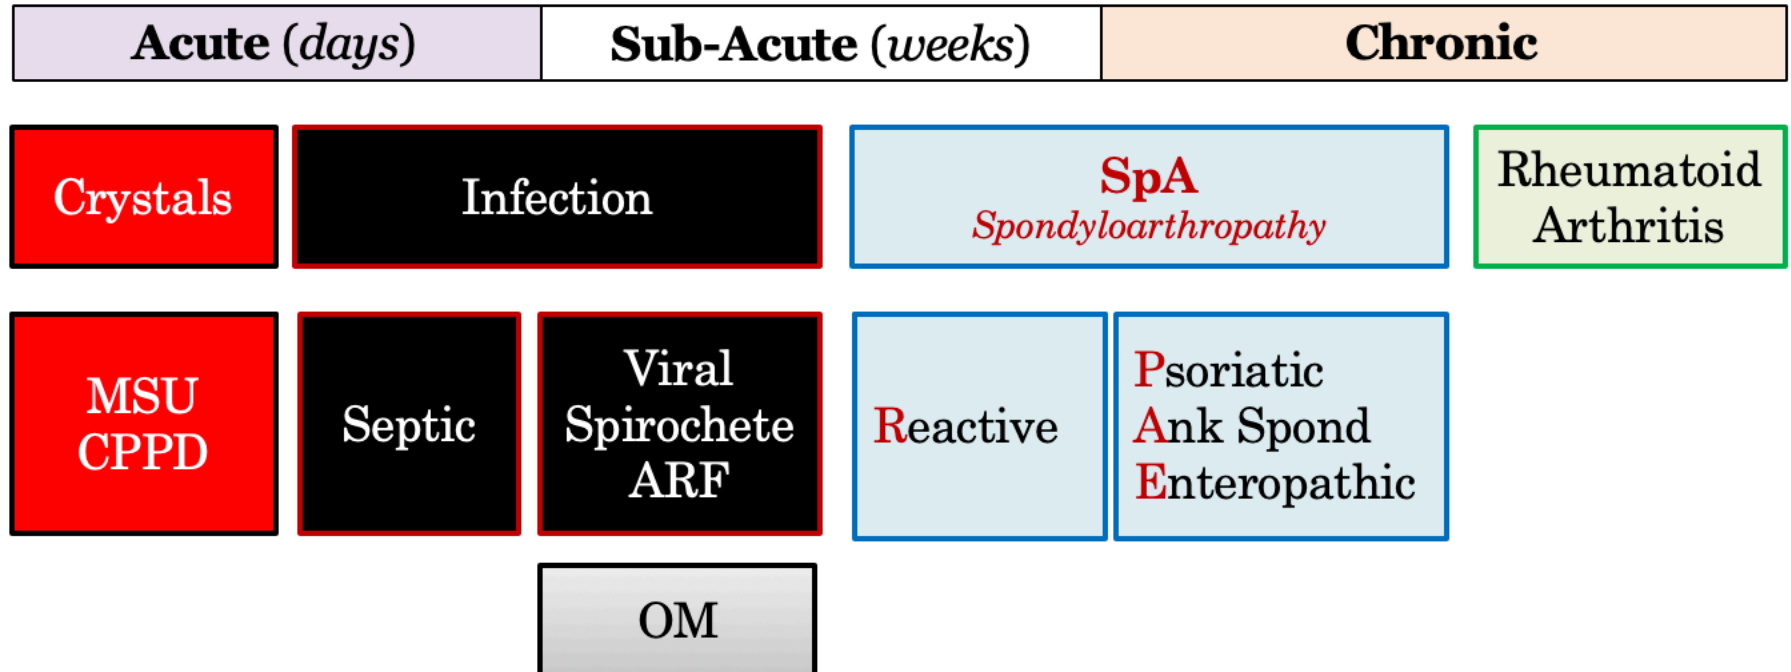 Acute (days)
Sub-Acute (weeks)
Chronic
Crystals
Infection
SpA
Spondyloarthropathy
Rheumatoid
Arthritis
MSU
CPPD
Septic
Viral
Spirochete
ARF
Reactive
Psoriatic
Ank Spond
Enteropathic
OM